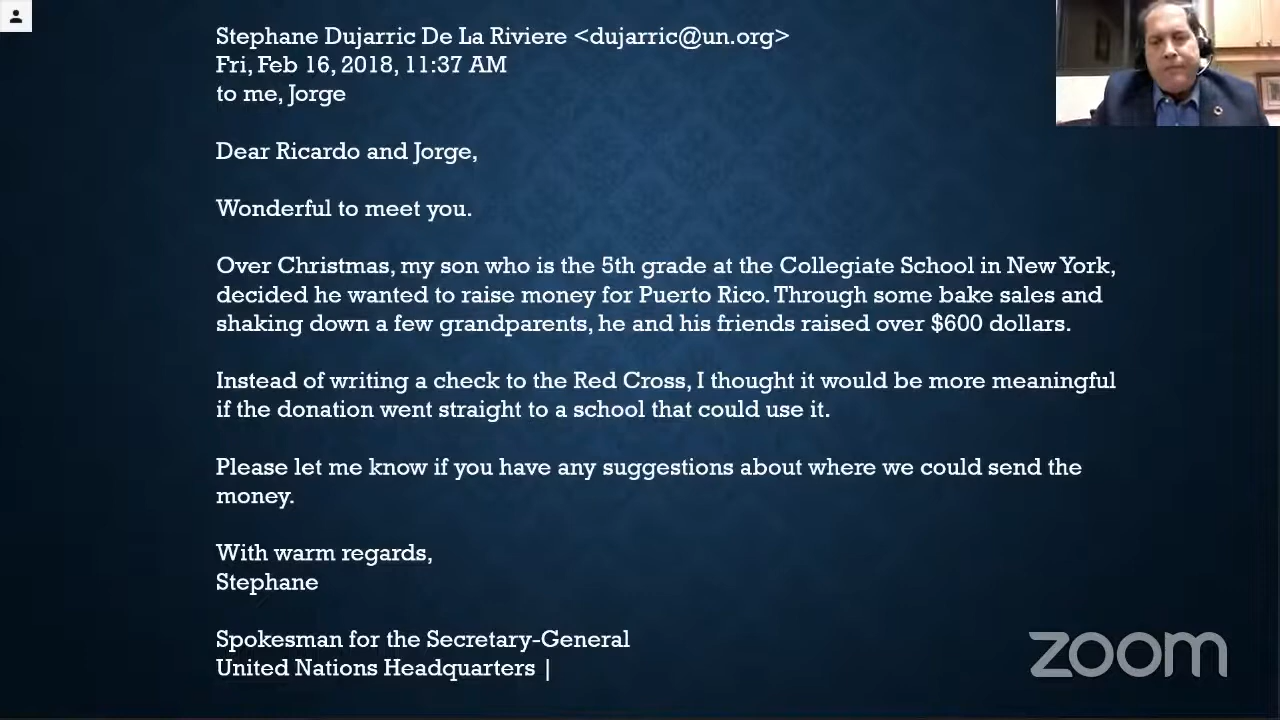 Stephane Dujarric De La Riviere <dujarric@un.org>
Fri, Feb 16, 2018, 11:37 AM
to me, Jorge
Dear Ricardo and Jorge,
Wonderful to meet you.
Over Christmas, my son who is the 5th grade at the Collegiate School in New York,
decided he wanted to raise money for Puerto Rico. Through some bake sales and
shaking down a few grandparents, he and his friends raised over $600 dollars.
Instead of writing a check to the Red Cross, I thought it would be more meaningful
if the donation went straight to a school that could use it.
Please let me know if you have any suggestions about where we could send the
money.
With warm regards,
Stephane
Spokesman for the Secretary-General
United Nations Headquarters |
zoom